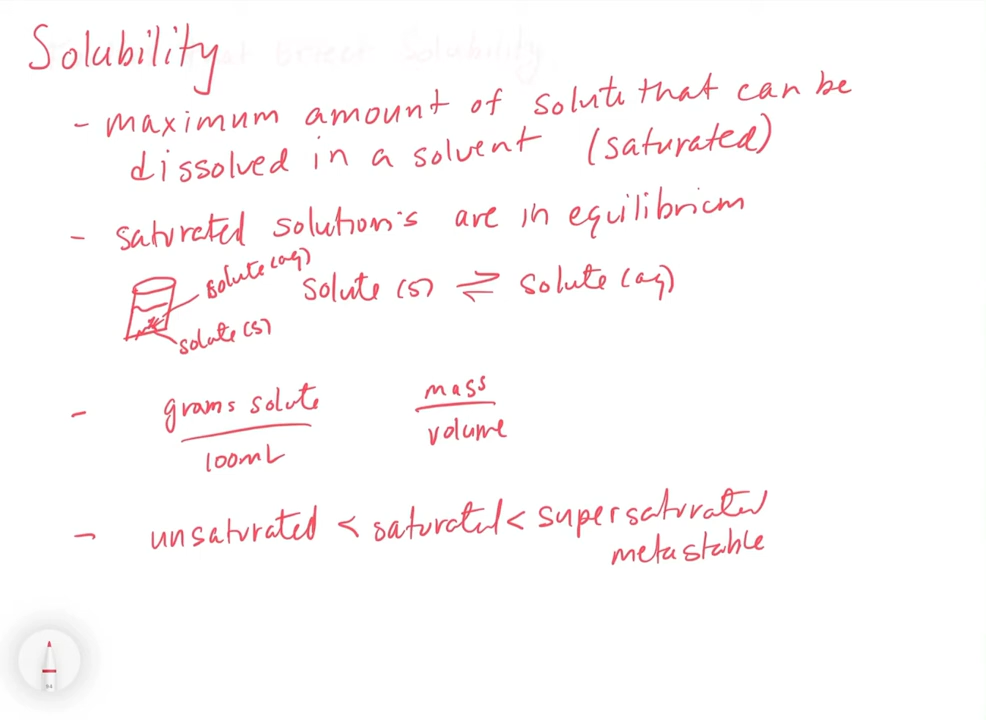 Solubility
- maximum amount of solute that can be
dissolved in a solvent (saturated)
- saturated solution's are in equilibrium
solute (aq)
solute (s) ⇌ solute (aq)
solute (s)
- grams solute
100mL
mass
volume
- unsaturated < saturated < supersaturated
metastable